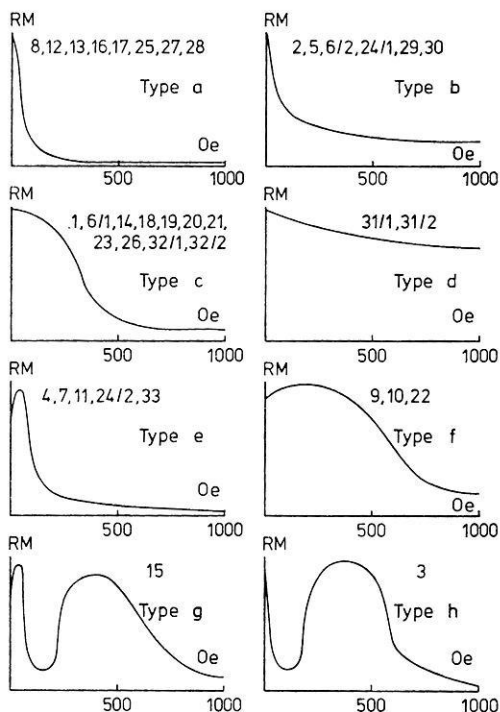 RM
8,12,13,16,17,25,27,28
Type a
Oe
500 1000
RM
2,5,6/2,24/1,29,30
Type b
Oe
500 1000
RM
1,6/1,14,18,19,20,21,
23,26,32/1,32/2
Type c
Oe
500 1000
RM
31/1,31/2
Type d
Oe
500 1000
RM
4,7,11,24/2,33
Type e
Oe
500 1000
RM
9,10,22
Type f
Oe
500 1000
RM
15
Type g
Oe
500 1000
RM
3
Type h
Oe
500 1000